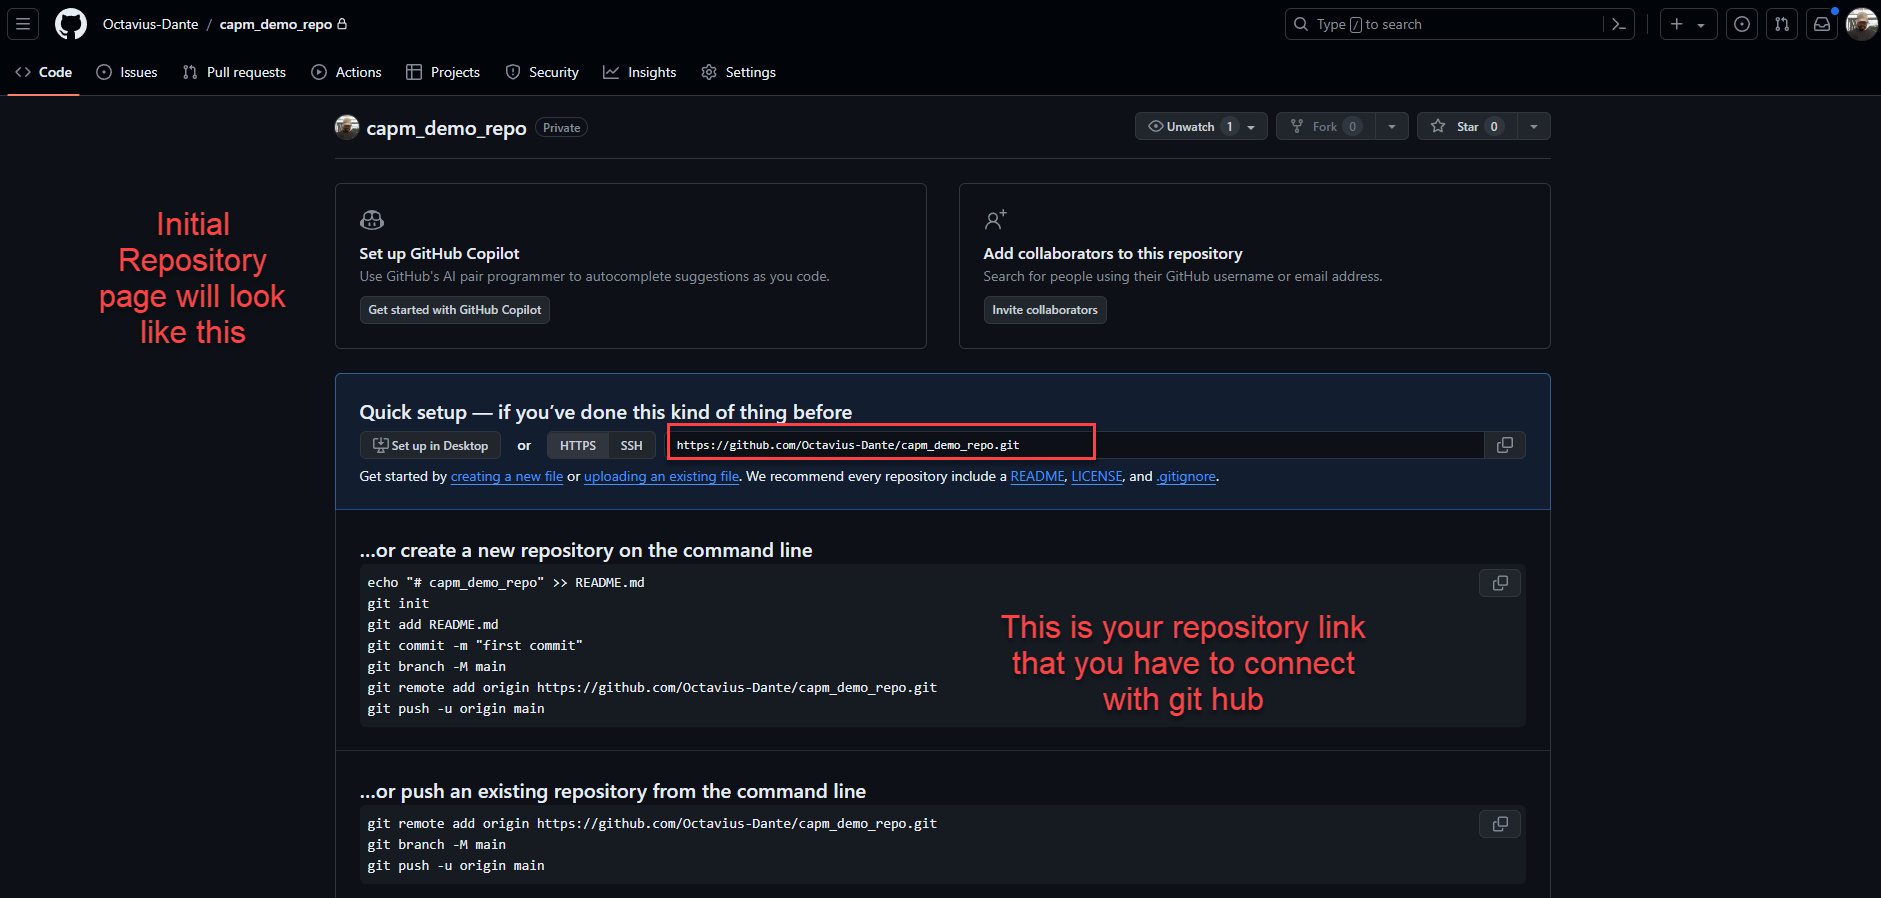 Octavius-Dante / capm_demo_repo
Type / to search
Code
Issues
Pull requests
Actions
Projects
Security
Insights
Settings
capm_demo_repo Private
Unwatch 1
Fork 0
Star 0
Initial
Repository
page will look
like this
Set up GitHub Copilot
Use GitHub's AI pair programmer to autocomplete suggestions as you code.
Get started with GitHub Copilot
Add collaborators to this repository
Search for people using their GitHub username or email address.
Invite collaborators
Quick setup — if you’ve done this kind of thing before
Set up in Desktop or HTTPS SSH https://github.com/Octavius-Dante/capm_demo_repo.git
Get started by creating a new file or uploading an existing file. We recommend every repository include a README, LICENSE, and .gitignore.
…or create a new repository on the command line
echo "# capm_demo_repo" >> README.md
git init
git add README.md
git commit -m "first commit"
git branch -M main
git remote add origin https://github.com/Octavius-Dante/capm_demo_repo.git
git push -u origin main
This is your repository link
that you have to connect
with git hub
…or push an existing repository from the command line
git remote add origin https://github.com/Octavius-Dante/capm_demo_repo.git
git branch -M main
git push -u origin main